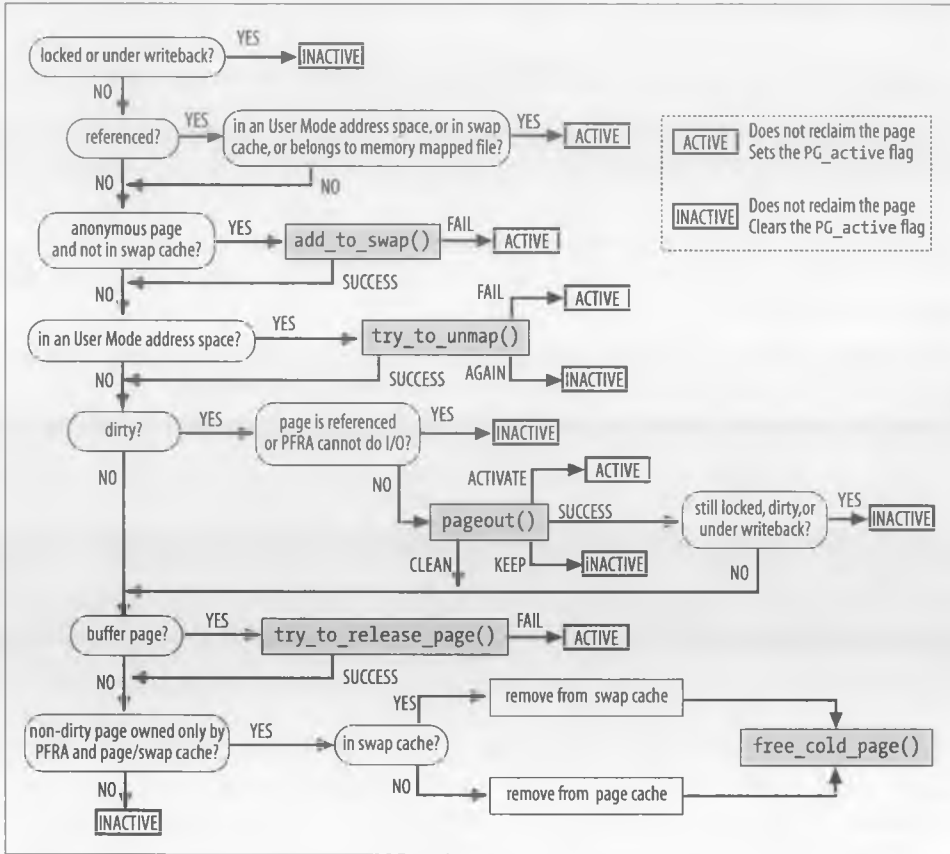 locked or under writeback?
YES
INACTIVE
NO
referenced?
YES
in an User Mode address space, or in swap
cache, or belongs to memory mapped file?
YES
ACTIVE
NO
NO
ACTIVE
Does not reclaim the page
Sets the PG_active flag
INACTIVE
Does not reclaim the page
Clears the PG_active flag
anonymous page
and not in swap cache?
YES
add_to_swap()
FAIL
ACTIVE
SUCCESS
NO
in an User Mode address space?
YES
try_to_unmap()
FAIL
ACTIVE
AGAIN
INACTIVE
SUCCESS
NO
dirty?
YES
page is referenced
or PFRA cannot do I/O?
YES
INACTIVE
NO
NO
pageout()
ACTIVATE
ACTIVE
SUCCESS
still locked, dirty, or
under writeback?
YES
INACTIVE
CLEAN
KEEP
INACTIVE
NO
buffer page?
YES
try_to_release_page()
FAIL
ACTIVE
SUCCESS
NO
non-dirty page owned only by
PFRA and page/swap cache?
YES
in swap cache?
YES
remove from swap cache
free_cold_page()
NO
remove from page cache
NO
INACTIVE